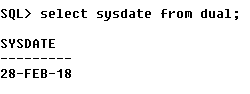 SQL> select sysdate from dual;
SYSDATE
---------
28-FEB-18